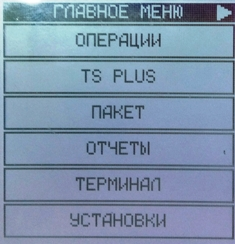 ГЛАВНОЕ МЕНЮ
ОПЕРАЦИИ
TS PLUS
ПАКЕТ
ОТЧЕТЫ
ТЕРМИНАЛ
УСТАНОВКИ